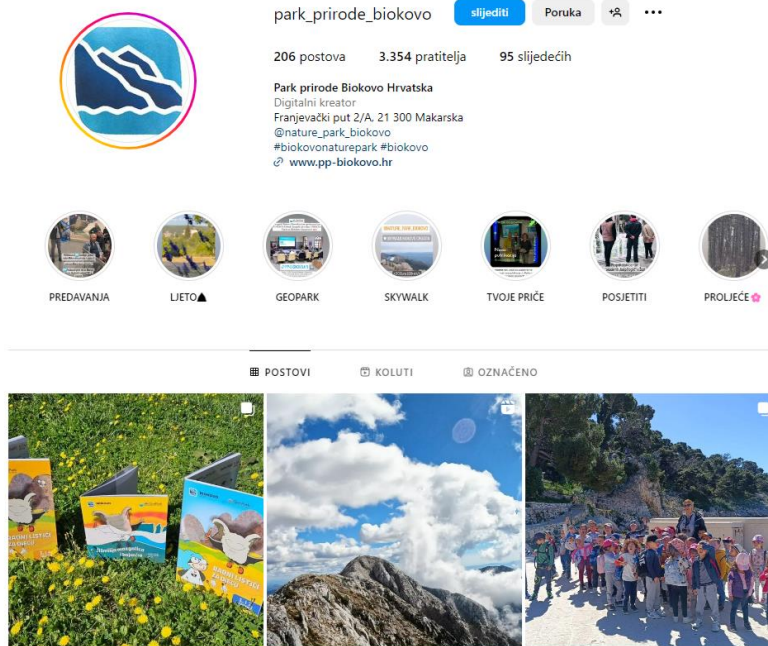 park_prirode_biokovo
slijediti
Poruka
206 postova
3.354 pratitelja
95 slijedećih
Park prirode Biokovo Hrvatska
Digitalni kreator
Franjevački put 2/A, 21 300 Makarska
@nature_park_biokovo
#biokovonaturepark #biokovo
www.pp-biokovo.hr
PREDAVANJA
LJETO
GEOPARK
SKYWALK
TVOJE PRIČE
POSJETITI
PROLJEĆE
POSTOVI
KOLUTI
OZNAČENO
RADNI LISTIĆI